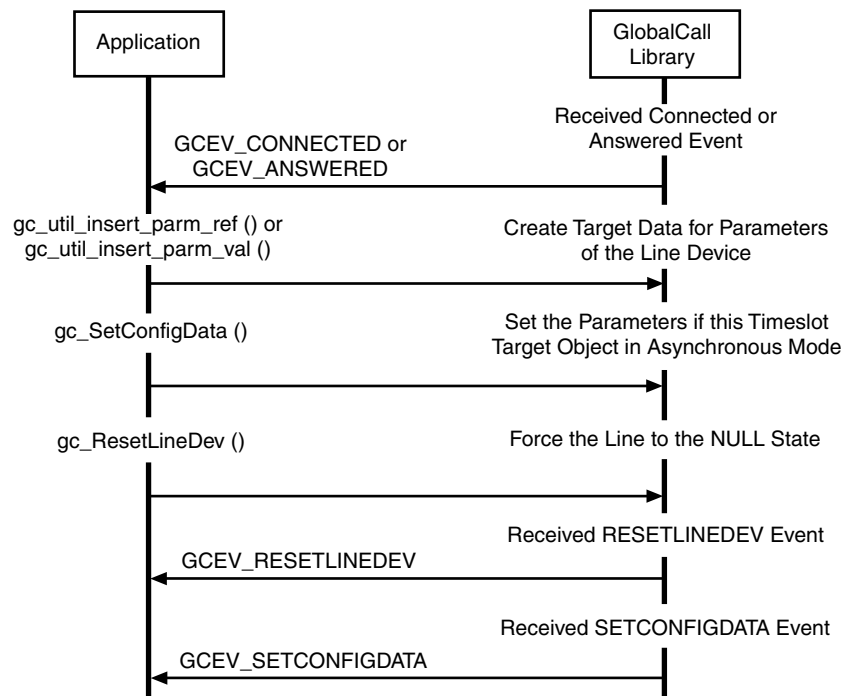 Application
GlobalCall
Library
Received Connected or
Answered Event
GCEV_CONNECTED or
GCEV_ANSWERED
gc_util_insert_parm_ref () or
gc_util_insert_parm_val ()
Create Target Data for Parameters
of the Line Device
gc_SetConfigData ()
Set the Parameters if this Timeslot
Target Object in Asynchronous Mode
gc_ResetLineDev ()
Force the Line to the NULL State
Received RESETLINEDEV Event
GCEV_RESETLINEDEV
Received SETCONFIGDATA Event
GCEV_SETCONFIGDATA